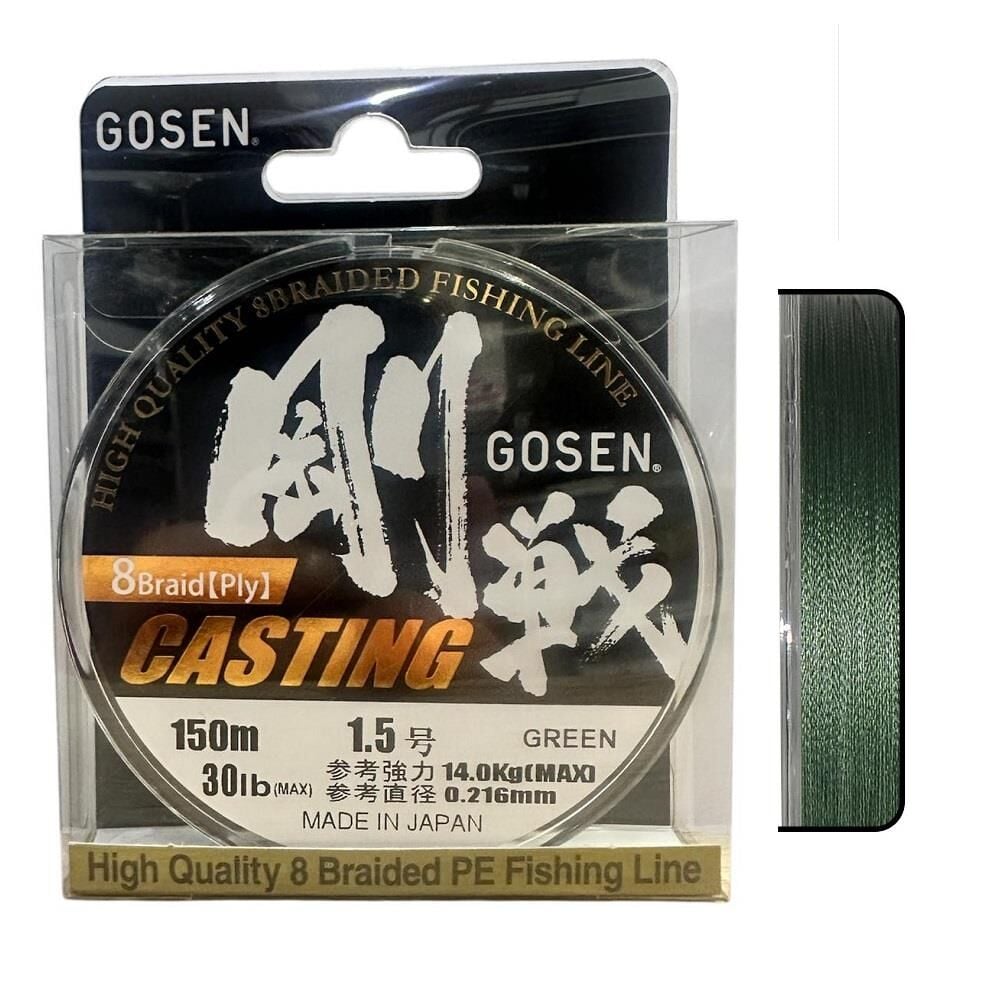 GOSEN®
HIGH QUALITY 8BRAIDED FISHING LINE
剛戦
GOSEN®
8Braid【Ply】
CASTING
150m 1.5号 GREEN
30lb(MAX) 参考強力 14.0Kg(MAX)
参考直径 0.216mm
MADE IN JAPAN
High Quality 8 Braided PE Fishing Line